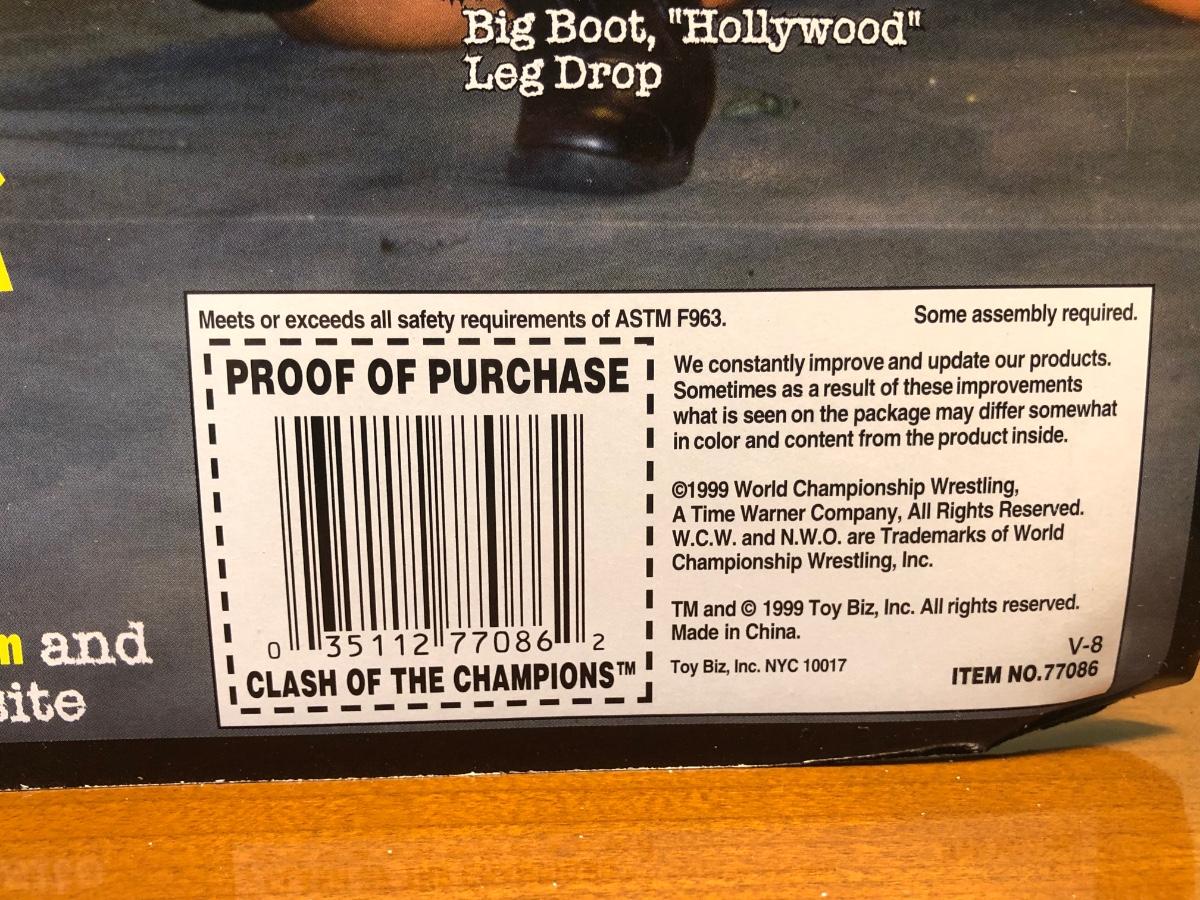 Big Boot, "Hollywood"
Leg Drop
Meets or exceeds all safety requirements of ASTM F963.
Some assembly required.
PROOF OF PURCHASE
0 35112 77086 2
CLASH OF THE CHAMPIONS™
We constantly improve and update our products.
Sometimes as a result of these improvements
what is seen on the package may differ somewhat
in color and content from the product inside.
©1999 World Championship Wrestling,
A Time Warner Company, All Rights Reserved.
W.C.W. and N.W.O. are Trademarks of World
Championship Wrestling, Inc.
TM and © 1999 Toy Biz, Inc. All rights reserved.
Made in China.
Toy Biz, Inc. NYC 10017
V-8
ITEM NO.77086
and